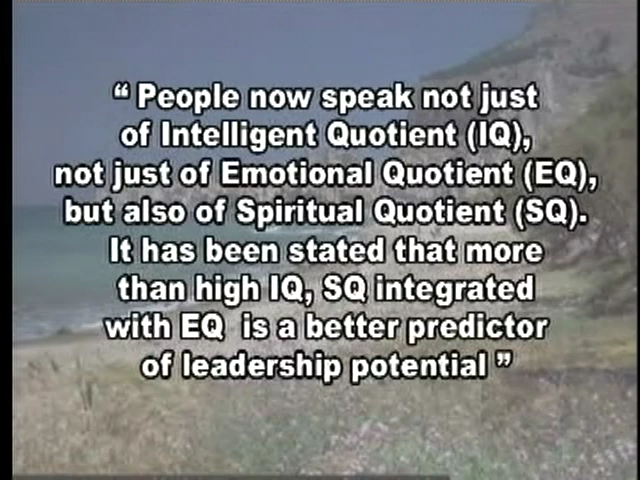 “ People now speak not just
of Intelligent Quotient (IQ),
not just of Emotional Quotient (EQ),
but also of Spiritual Quotient (SQ).
It has been stated that more
than high IQ, SQ integrated
with EQ is a better predictor
of leadership potential ”